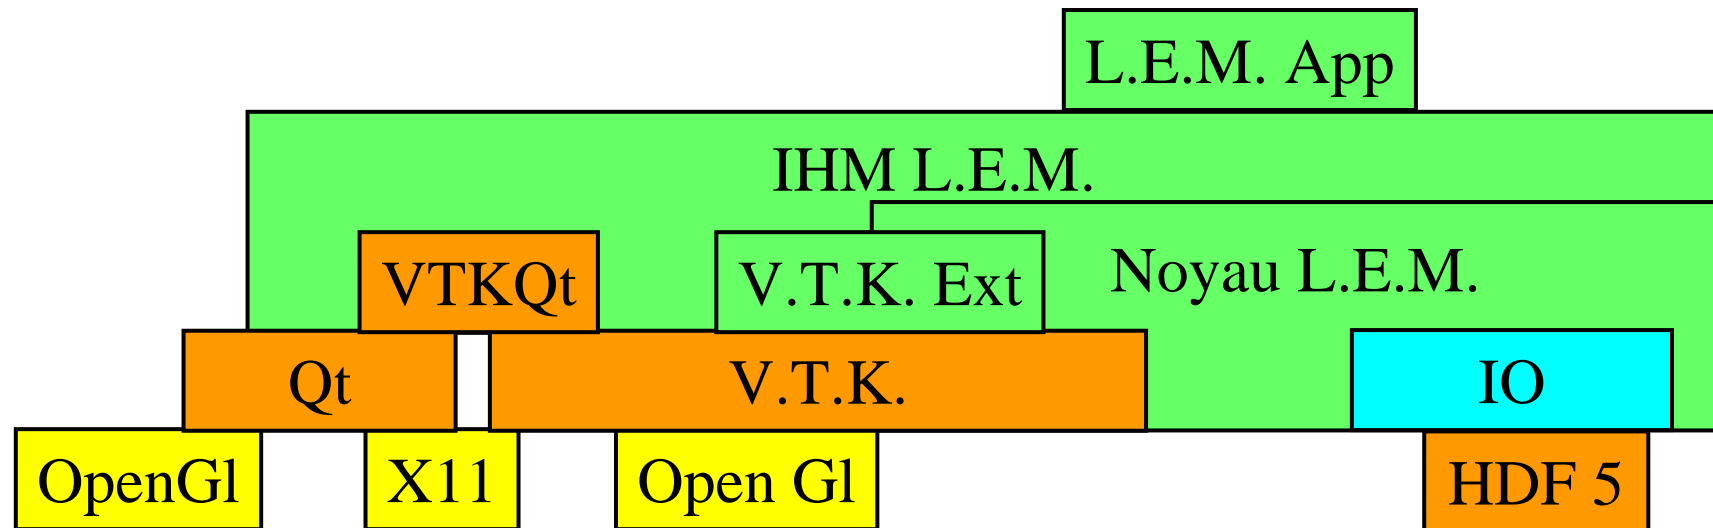 L.E.M. App
IHM L.E.M.
VTKQt
V.T.K. Ext
Noyau L.E.M.
Qt
V.T.K.
IO
OpenGl
X11
Open Gl
HDF 5